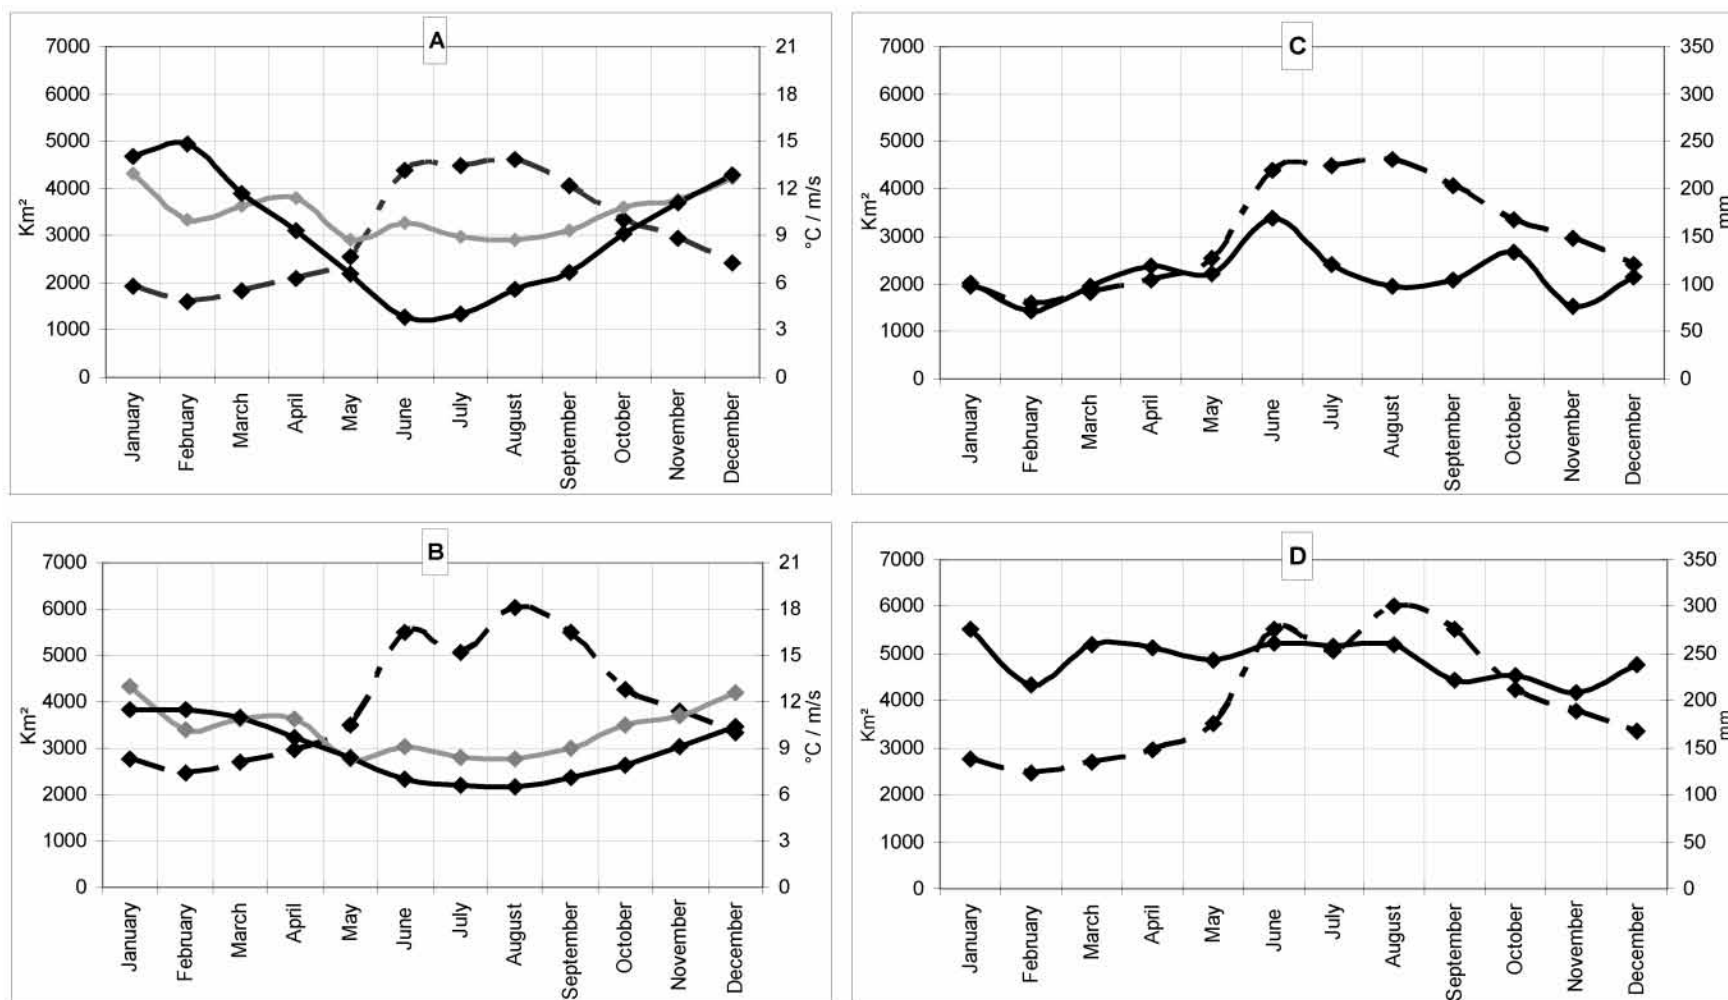 A
7000
6000
5000
4000
3000
2000
1000
0
Km²
21
18
15
12
9
6
3
0
°C / m/s
January
February
March
April
May
June
July
August
September
October
November
December
C
7000
6000
5000
4000
3000
2000
1000
0
Km²
350
300
250
200
150
100
50
0
mm
January
February
March
April
May
June
July
August
September
October
November
December
B
7000
6000
5000
4000
3000
2000
1000
0
Km²
21
18
15
12
9
6
3
0
°C / m/s
January
February
March
April
May
June
July
August
September
October
November
December
D
7000
6000
5000
4000
3000
2000
1000
0
Km²
350
300
250
200
150
100
50
0
mm
January
February
March
April
May
June
July
August
September
October
November
December